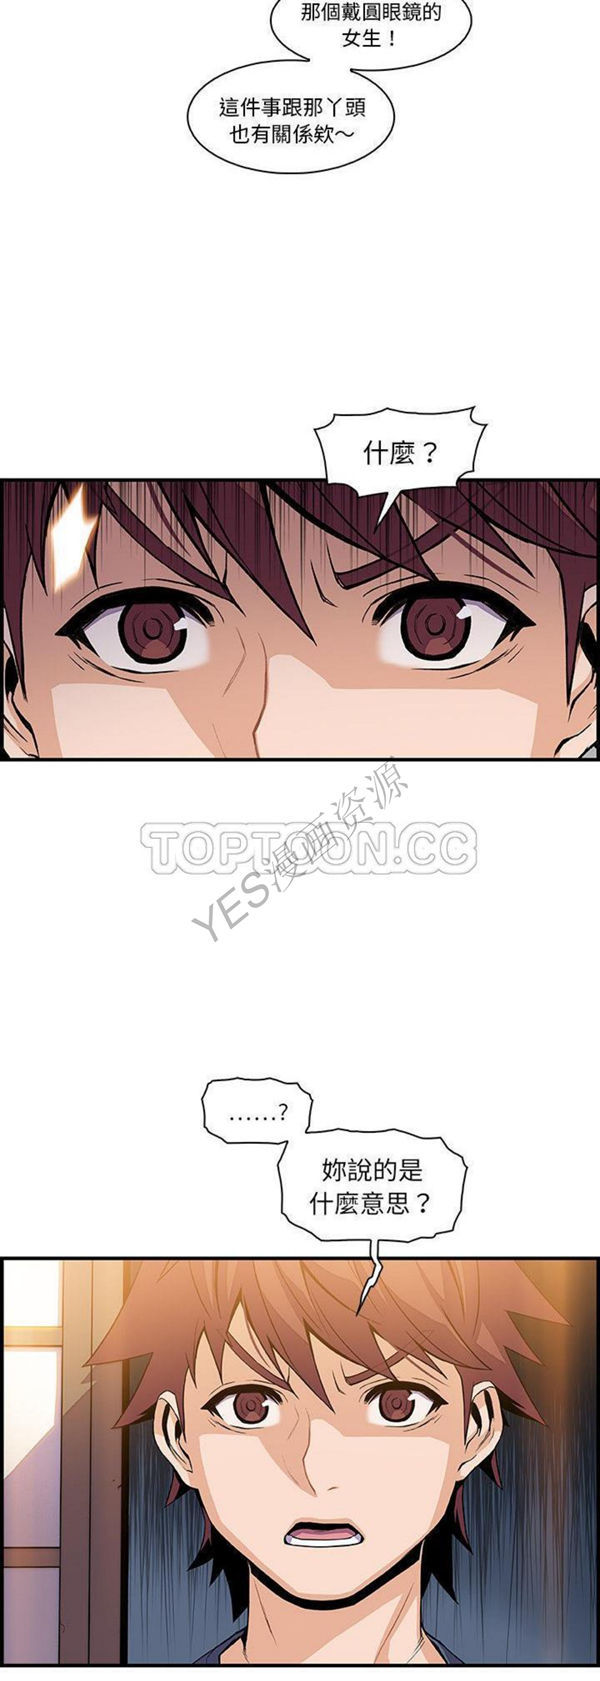 那個戴圓眼鏡的
女生！
這件事跟那丫頭
也有關係欸～
什麼？
TOPTOON.CC
YES漫画资源
......?
妳說的是
什麼意思？